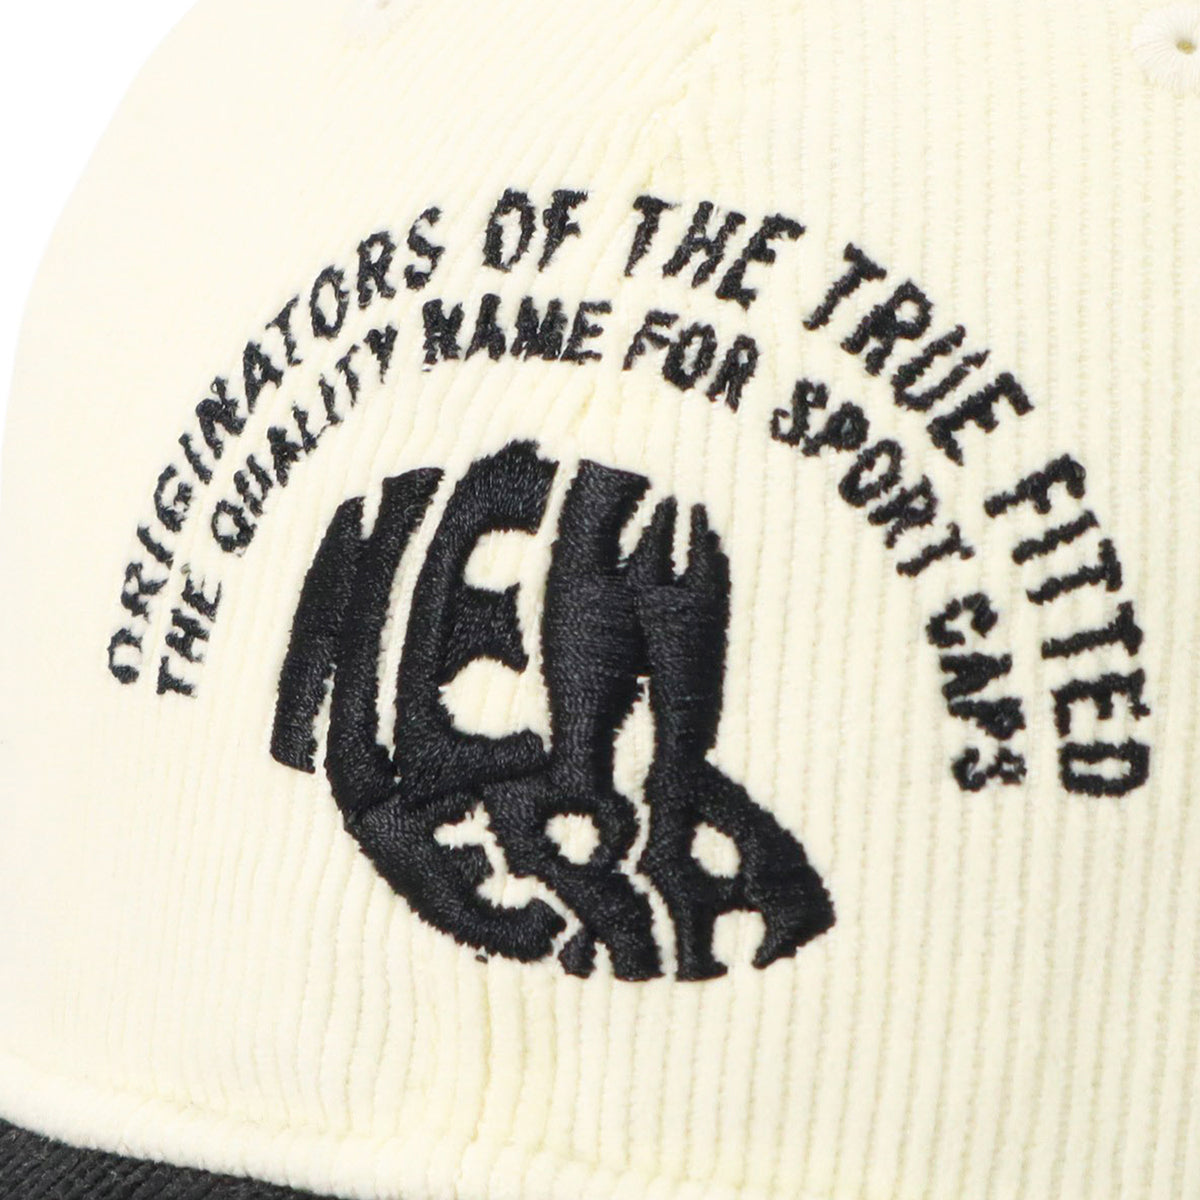 ORIGINATORS OF THE TRUE FITTED
THE QUALITY NAME FOR SPORT CAPS
NEW
ERA